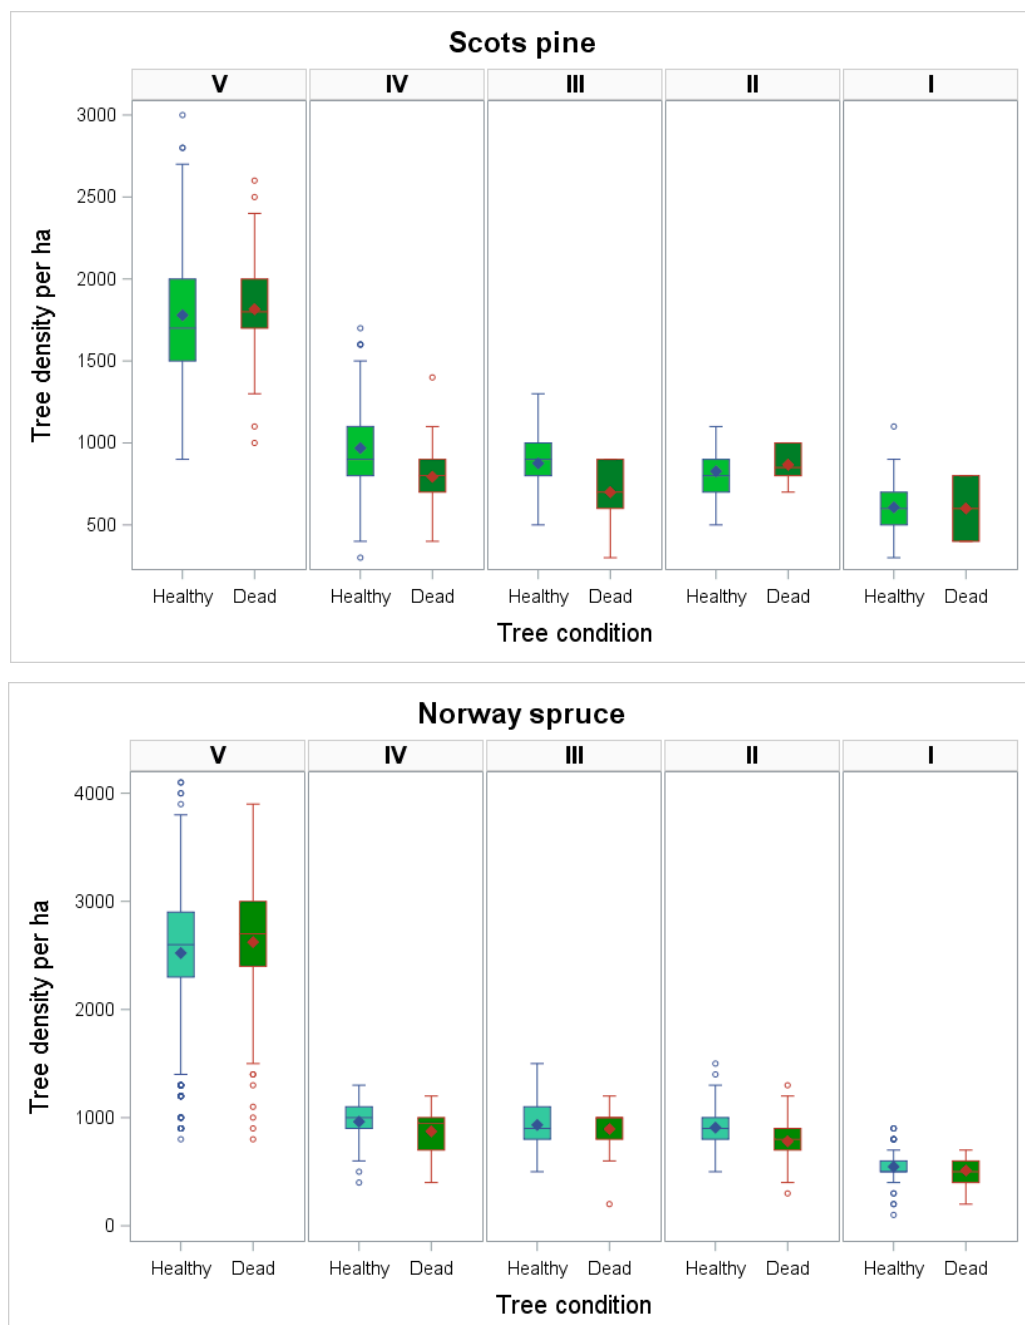 Scots pine
V IV III II I
Tree density per ha
3000
2500
2000
1500
1000
500
Healthy Dead Healthy Dead Healthy Dead Healthy Dead Healthy Dead
Tree condition
Norway spruce
V IV III II I
Tree density per ha
4000
3000
2000
1000
0
Healthy Dead Healthy Dead Healthy Dead Healthy Dead Healthy Dead
Tree condition